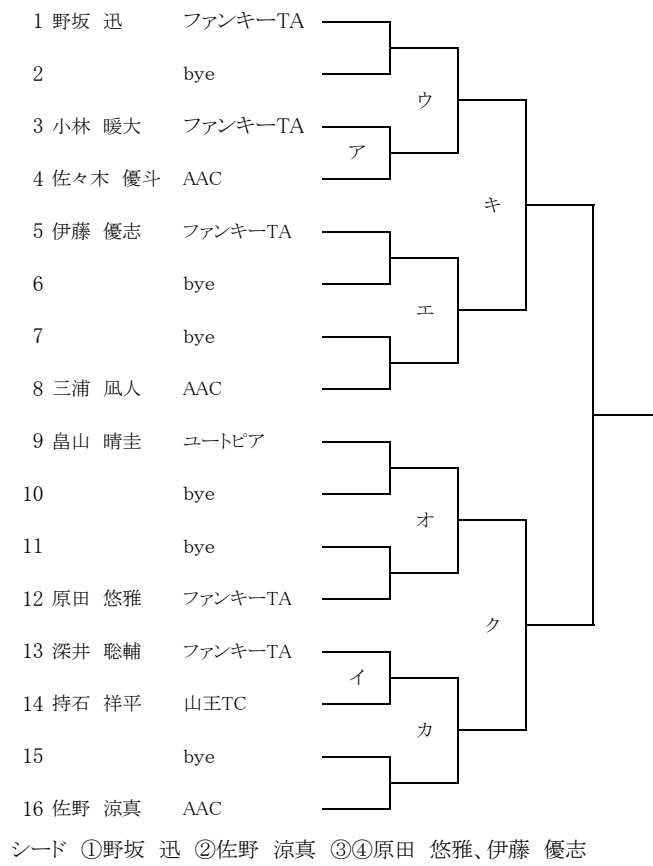 1 野坂 迅 ファンキーTA
2 bye
ウ
3 小林 暖大 ファンキーTA
ア
4 佐々木 優斗 AAC
キ
5 伊藤 優志 ファンキーTA
6 bye
エ
7 bye
8 三浦 凪人 AAC
9 畠山 晴圭 ユートピア
10 bye
オ
11 bye
12 原田 悠雅 ファンキーTA
ク
13 深井 聡輔 ファンキーTA
イ
14 持石 祥平 山王TC
カ
15 bye
16 佐野 涼真 AAC
シード ①野坂 迅 ②佐野 涼真 ③④原田 悠雅、伊藤 優志